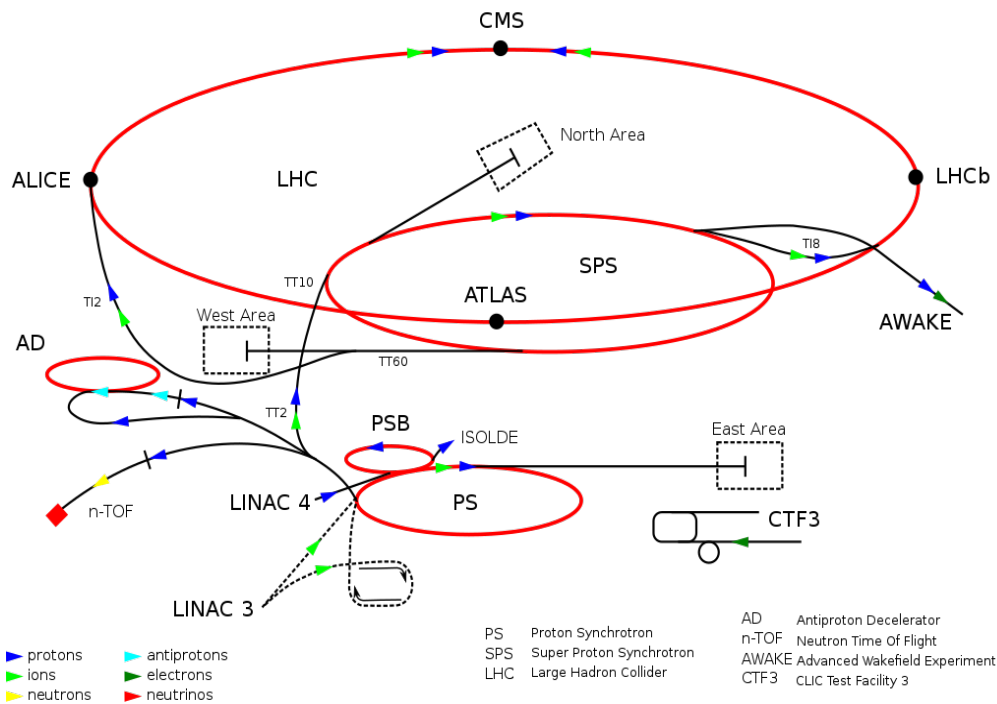 CMS
North Area
ALICE
LHC
LHCb
SPS
TI8
TT10
TI2
ATLAS
West Area
AWAKE
AD
TT60
TT2
PSB
ISOLDE
East Area
LINAC 4
PS
n-TOF
CTF3
LINAC 3
protons
ions
neutrons
antiprotons
electrons
neutrinos
PS Proton Synchrotron
SPS Super Proton Synchrotron
LHC Large Hadron Collider
AD Antiproton Decelerator
n-TOF Neutron Time Of Flight
AWAKE Advanced Wakefield Experiment
CTF3 CLIC Test Facility 3